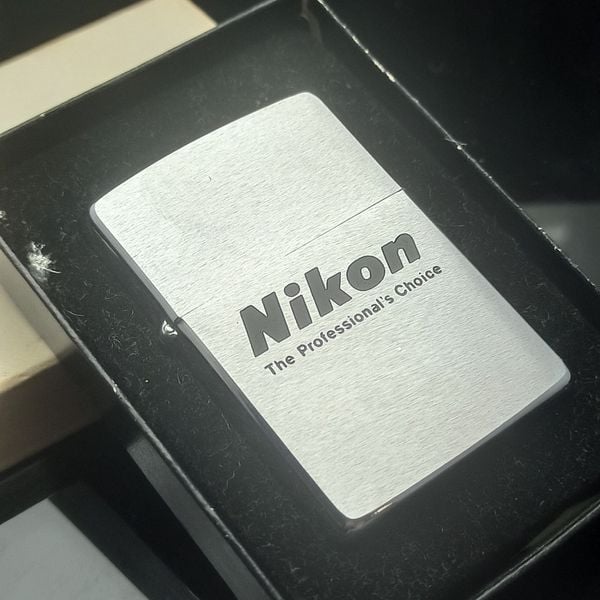 Nikon
The Professional's Choice